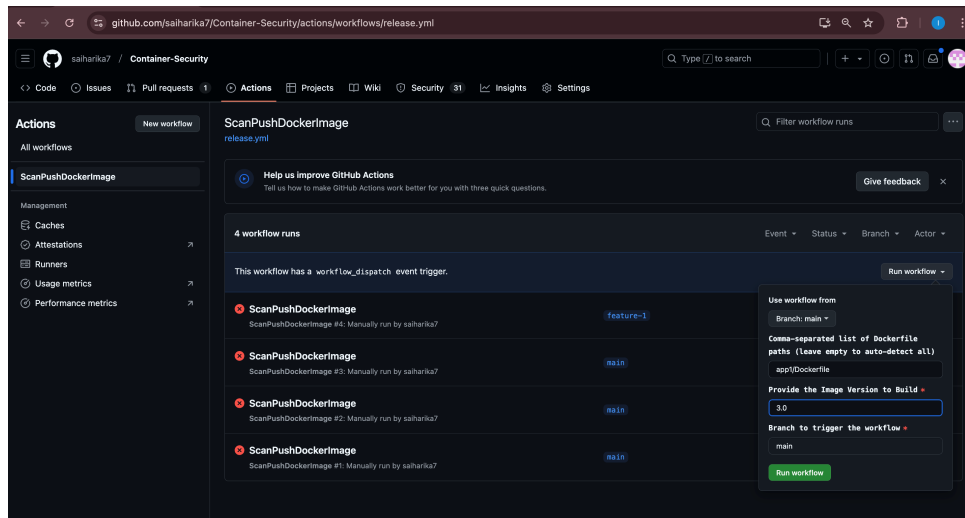 github.com/saiharika7/Container-Security/actions/workflows/release.yml
saiharika7 / Container-Security
Type / to search
Code Issues Pull requests 1 Actions Projects Wiki Security 31 Insights Settings
Actions
New workflow
All workflows
ScanPushDockerImage
Management
Caches
Attestations
Runners
Usage metrics
Performance metrics
ScanPushDockerImage
release.yml
Filter workflow runs
Help us improve GitHub Actions
Tell us how to make GitHub Actions work better for you with three quick questions.
Give feedback
4 workflow runs
Event Status Branch Actor
This workflow has a workflow_dispatch event trigger.
Run workflow
ScanPushDockerImage
ScanPushDockerImage #4: Manually run by saiharika7
feature-1
ScanPushDockerImage
ScanPushDockerImage #3: Manually run by saiharika7
main
ScanPushDockerImage
ScanPushDockerImage #2: Manually run by saiharika7
main
ScanPushDockerImage
ScanPushDockerImage #1: Manually run by saiharika7
main
Use workflow from
Branch: main
Comma-separated list of Dockerfile
paths (leave empty to auto-detect all)
app1/Dockerfile
Provide the Image Version to Build *
3.0
Branch to trigger the workflow *
main
Run workflow